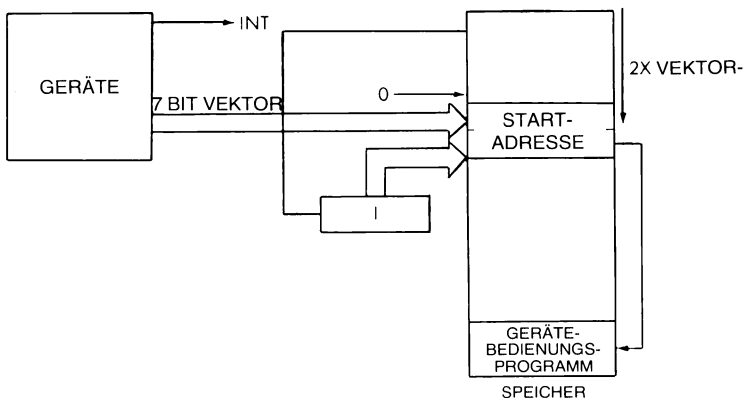 INT
GERÄTE
7 BIT VEKTOR
0
2X VEKTOR-
START-
ADRESSE
I
GERÄTE-
BEDIENUNGS-
PROGRAMM
SPEICHER